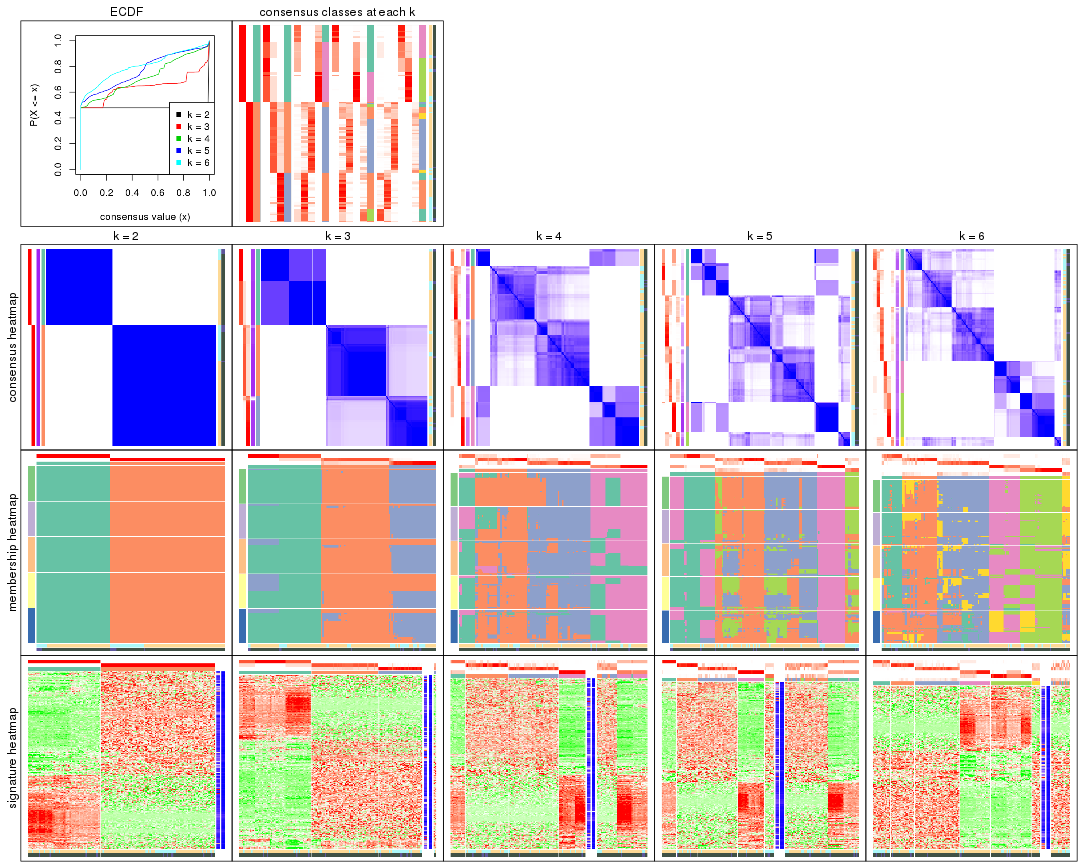 ECDF
consensus classes at each k
P(X <= x)
0.0 0.2 0.4 0.6 0.8 1.0
k = 2
k = 3
k = 4
k = 5
k = 6
0.0 0.2 0.4 0.6 0.8 1.0
consensus value (x)
k = 2
k = 3
k = 4
k = 5
k = 6
consensus heatmap
membership heatmap
signature heatmap